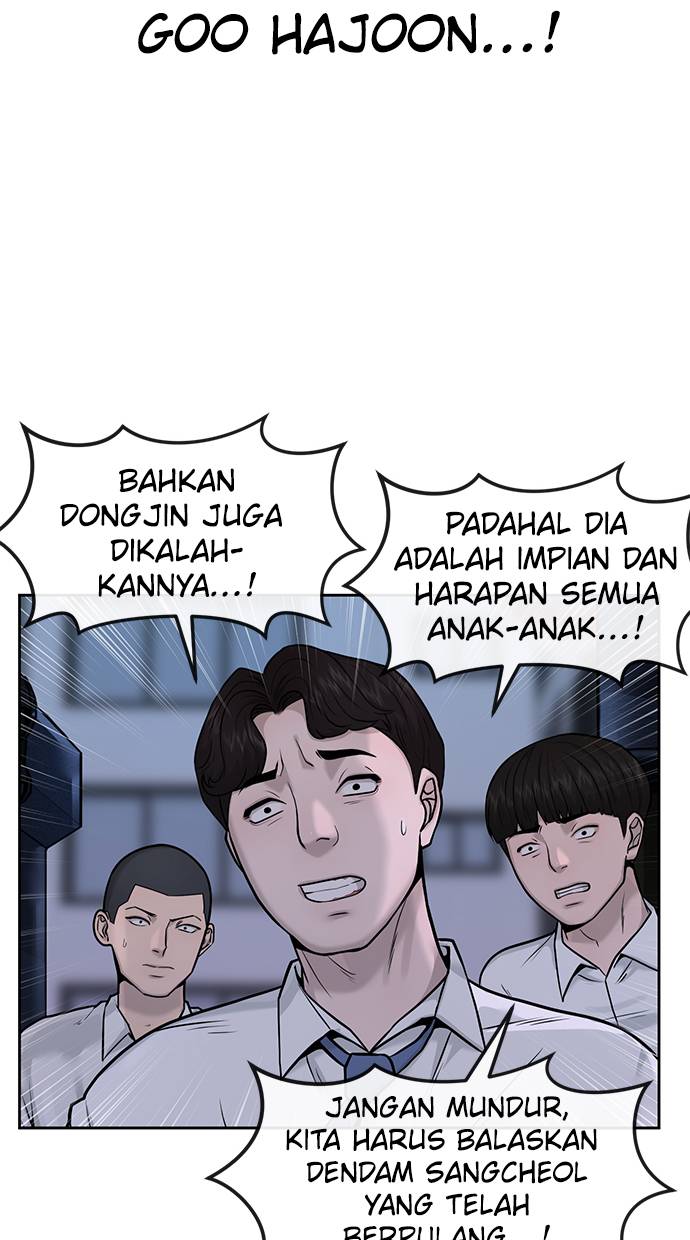 GOO HAJOON...!
BAHKAN
DONGJIN JUGA
DIKALAH-
KANNYA...!
PADAHAL DIA
ADALAH IMPIAN DAN
HARAPAN SEMUA
ANAK-ANAK...!
JANGAN MUNDUR,
KITA HARUS BALASKAN
DENDAM SANGCHEOL
YANG TELAH
BERPULANG...!